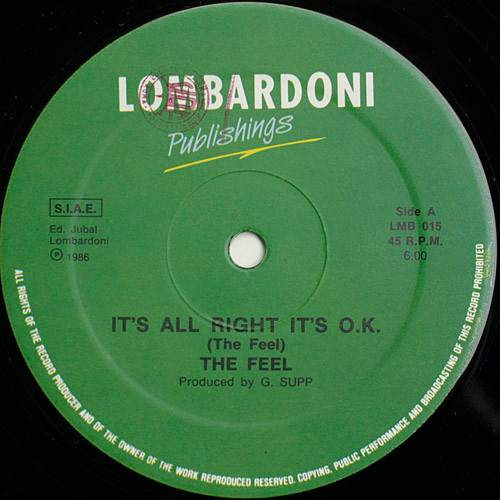 LOMBARDONI
Publishings
S.I.A.E.
Ed. Jubal
Lombardoni
Ⓟ 1986
Side A
LMB 015
45 R.P.M.
6:00
IT'S ALL RIGHT IT'S O.K.
(The Feel)
THE FEEL
Produced by G. SUPP
ALL RIGHTS OF THE RECORD PRODUCER AND OF THE OWNER OF THE WORK REPRODUCED RESERVED. COPYING, PUBLIC PERFORMANCE AND BROADCASTING OF THIS RECORD PROHIBITED